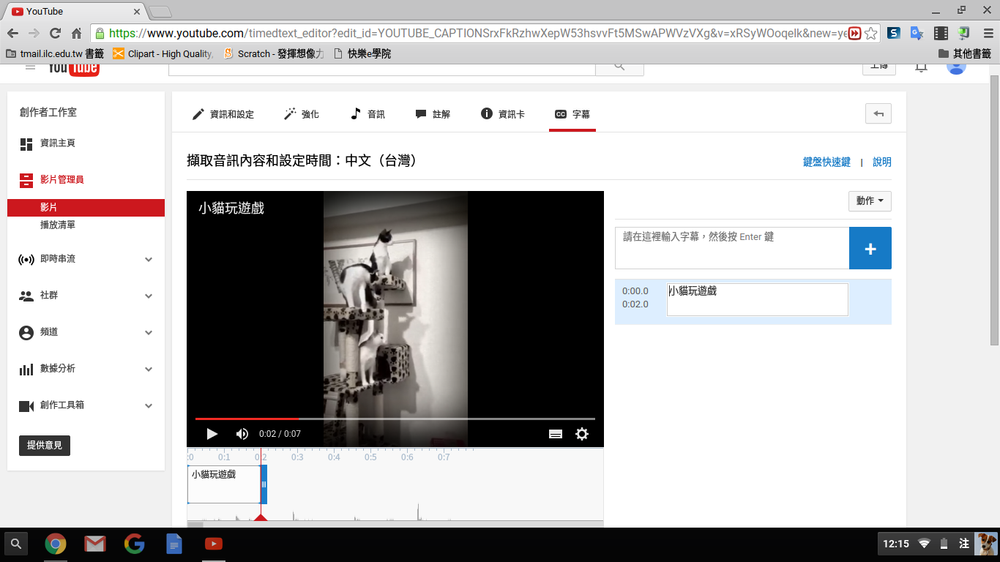 YouTube
https://www.youtube.com/timedtext_editor?edit_id=YOUTUBE_CAPTIONSrxFkRzhwXepW53hsvvFt5MSwAPWVzVXg&v=xRSyWOoqeIk&new=ye
tmail.ilc.edu.tw 書籤 Clipart - High Quality, Scratch - 發揮想像力 快樂e學院 其他書籤
YouTube 上傳
創作者工作室
資訊主頁
影片管理員
影片
播放清單
即時串流
社群
頻道
數據分析
創作工具箱
提供意見
資訊和設定 強化 音訊 註解 資訊卡 CC 字幕
擷取音訊內容和設定時間：中文（台灣）
鍵盤快速鍵 | 說明
小貓玩遊戲
0:02 / 0:07
:0 0:1 0:2 0:3 0:4 0:5 0:6 0:7
小貓玩遊戲
動作
請在這裡輸入字幕，然後按 Enter 鍵
+
0:00.0 小貓玩遊戲
0:02.0
12:15 注